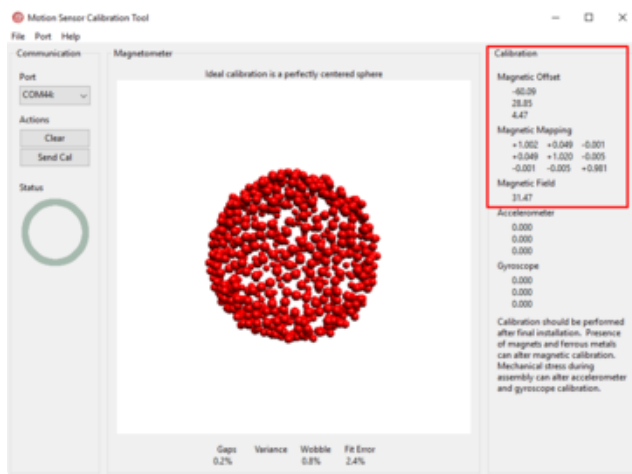 Motion Sensor Calibration Tool
File Port Help
Communication
Port
COM44:
Actions
Clear
Send Cal
Status
Magnetometer
Ideal calibration is a perfectly centered sphere
Gaps Variance Wobble Fit Error
0.2% 0.8% 2.4%
Calibration
Magnetic Offset
-60.09
28.85
4.47
Magnetic Mapping
+1.002 +0.049 -0.001
+0.049 +1.020 -0.005
-0.001 -0.005 +0.981
Magnetic Field
31.47
Accelerometer
0.000
0.000
0.000
Gyroscope
0.000
0.000
0.000
Calibration should be performed
after final installation. Presence
of magnets and ferrous metals
can alter magnetic calibration.
Mechanical stress during
assembly can alter accelerometer
and gyroscope calibration.